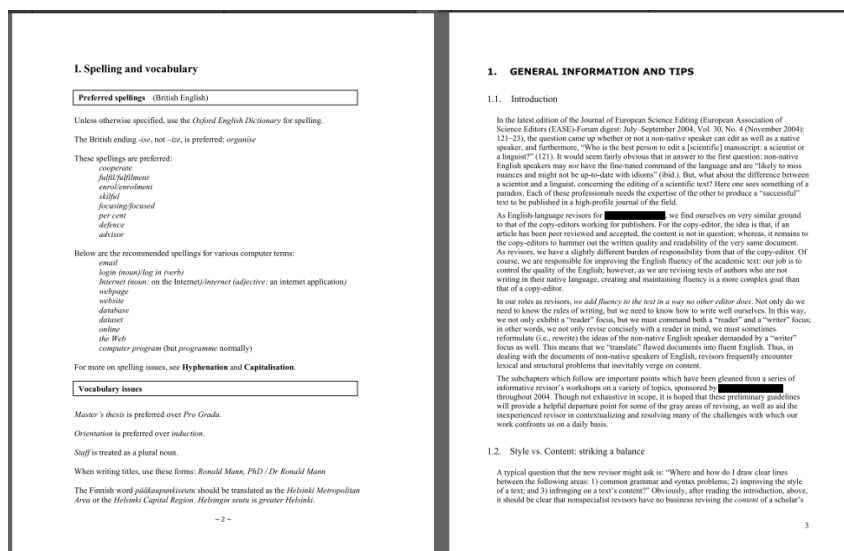 I. Spelling and vocabulary
Preferred spellings (British English)
Unless otherwise specified, use the Oxford English Dictionary for spelling.
The British ending -ise, not –ize, is preferred: organise
These spellings are preferred:
cooperate
fulfil/fulfilment
enrol/enrolment
skilful
focusing/focused
per cent
defence
advisor
Below are the recommended spellings for various computer terms:
email
login (noun)/log in (verb)
Internet (noun: on the Internet)/internet (adjective: an internet application)
webpage
website
database
dataset
online
the Web
computer program (but programme normally)
For more on spelling issues, see Hyphenation and Capitalisation.
Vocabulary issues
Master's thesis is preferred over Pro Gradu.
Orientation is preferred over induction.
Staff is treated as a plural noun.
When writing titles, use these forms: Ronald Mann, PhD / Dr Ronald Mann
The Finnish word pääkaupunkiseutu should be translated as the Helsinki Metropolitan
Area or the Helsinki Capital Region. Helsingin seutu is greater Helsinki.
~ 2 ~
1. GENERAL INFORMATION AND TIPS
1.1. Introduction
In the latest edition of the Journal of European Science Editing (European Association of
Science Editors (EASE)-Forum digest: July–September 2004, Vol. 30, No. 4 (November 2004):
121–23), the question came up whether or not a non-native speaker can edit as well as a native
speaker, and furthermore, "Who is the best person to edit a [scientific] manuscript: a scientist or
a linguist?" (121). It would seem fairly obvious that in answer to the first question: non-native
English speakers may not have the fine-tuned command of the language and are "likely to miss
nuances and might not be up-to-date with idioms" (ibid.). But, what about the difference between
a scientist and a linguist, concerning the editing of a scientific text? Here one sees something of a
paradox. Each of these professionals needs the expertise of the other to produce a "successful"
text to be published in a high-profile journal of the field.
As English-language revisors for , we find ourselves on very similar ground
to that of the copy-editors working for publishers. For the copy-editor, the idea is that, if an
article has been peer reviewed and accepted, the content is not in question; whereas, it remains to
the copy-editors to hammer out the written quality and readability of the very same document.
As revisors, we have a slightly different burden of responsibility from that of the copy-editor. Of
course, we are responsible for improving the English fluency of the academic text: our job is to
control the quality of the English; however, as we are revising texts of authors who are not
writing in their native language, creating and maintaining fluency is a more complex goal than
that of a copy-editor.
In our roles as revisors, we add fluency to the text in a way no other editor does. Not only do we
need to know the rules of writing, but we need to know how to write well ourselves. In this way,
we not only exhibit a "reader" focus, but we must command both a "reader" and a "writer" focus;
in other words, we not only revise concisely with a reader in mind, we must sometimes
reformulate (i.e., rewrite) the ideas of the non-native English speaker demanded by a "writer"
focus as well. This means that we "translate" flawed documents into fluent English. Thus, in
dealing with the documents of non-native speakers of English, revisors frequently encounter
lexical and structural problems that inevitably verge on content.
The subchapters which follow are important points which have been gleaned from a series of
informative revisor's workshops on a variety of topics, sponsored by
throughout 2004. Though not exhaustive in scope, it is hoped that these preliminary guidelines
will provide a helpful departure point for some of the gray areas of revising, as well as aid the
inexperienced revisor in contextualizing and resolving many of the challenges with which our
work confronts us on a daily basis.
1.2. Style vs. Content: striking a balance
A typical question that the new revisor might ask is: "Where and how do I draw clear lines
between the following areas: 1) common grammar and syntax problems; 2) improving the style
of a text; and 3) infringing on a text's content?" Obviously, after reading the introduction, above,
it should be clear that nonspecialist revisors have no business revising the content of a scholar's
3